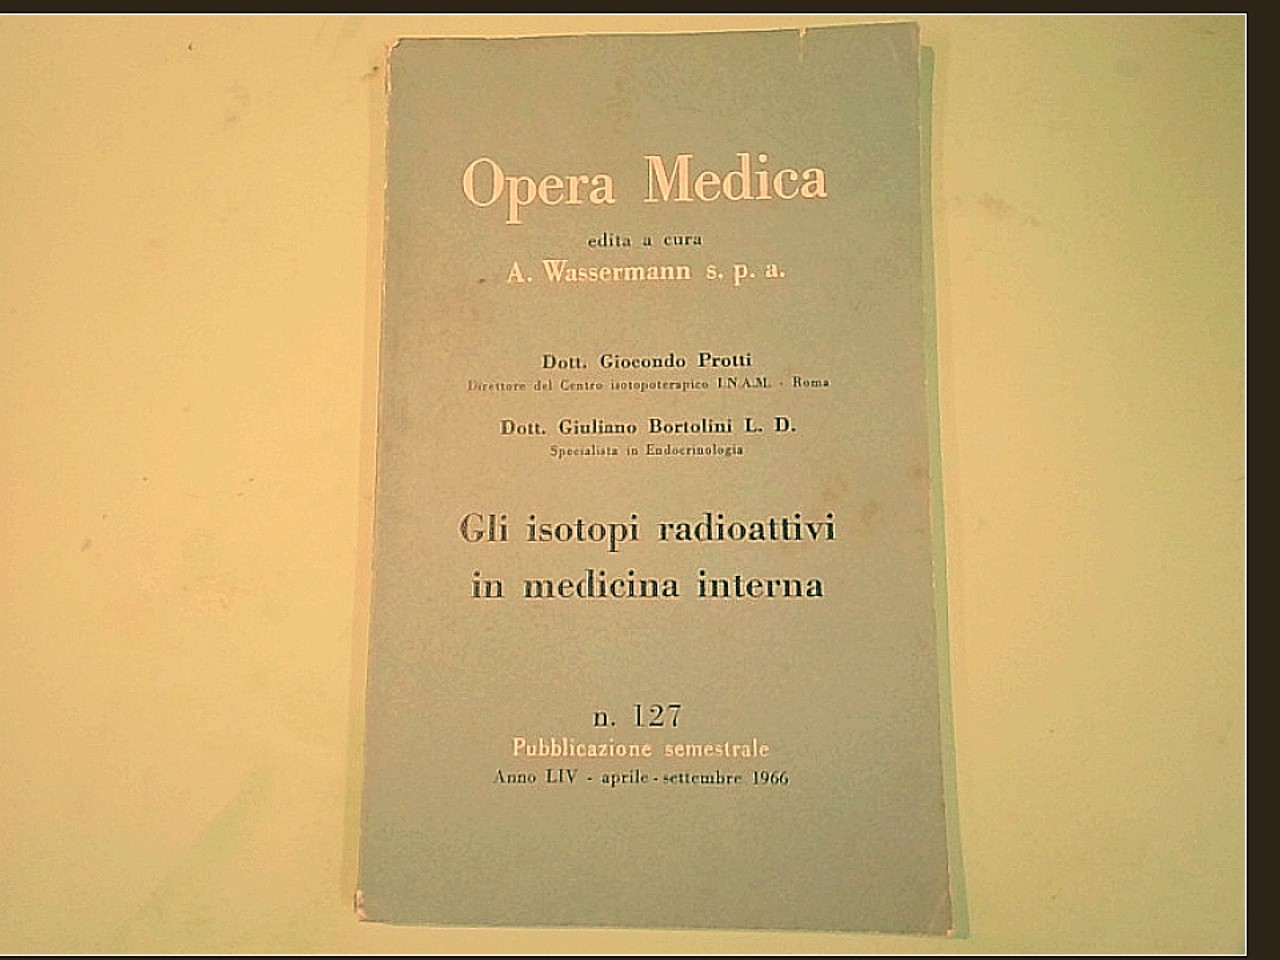 Opera Medica
edita a cura
A. Wassermann s. p. a.
Dott. Giocondo Protti
Direttore del Centro isotopoterapico I.N.A.M. - Roma
Dott. Giuliano Bortolini L. D.
Specialista in Endocrinologia
Gli isotopi radioattivi
in medicina interna
n. 127
Pubblicazione semestrale
Anno LIV - aprile - settembre 1966